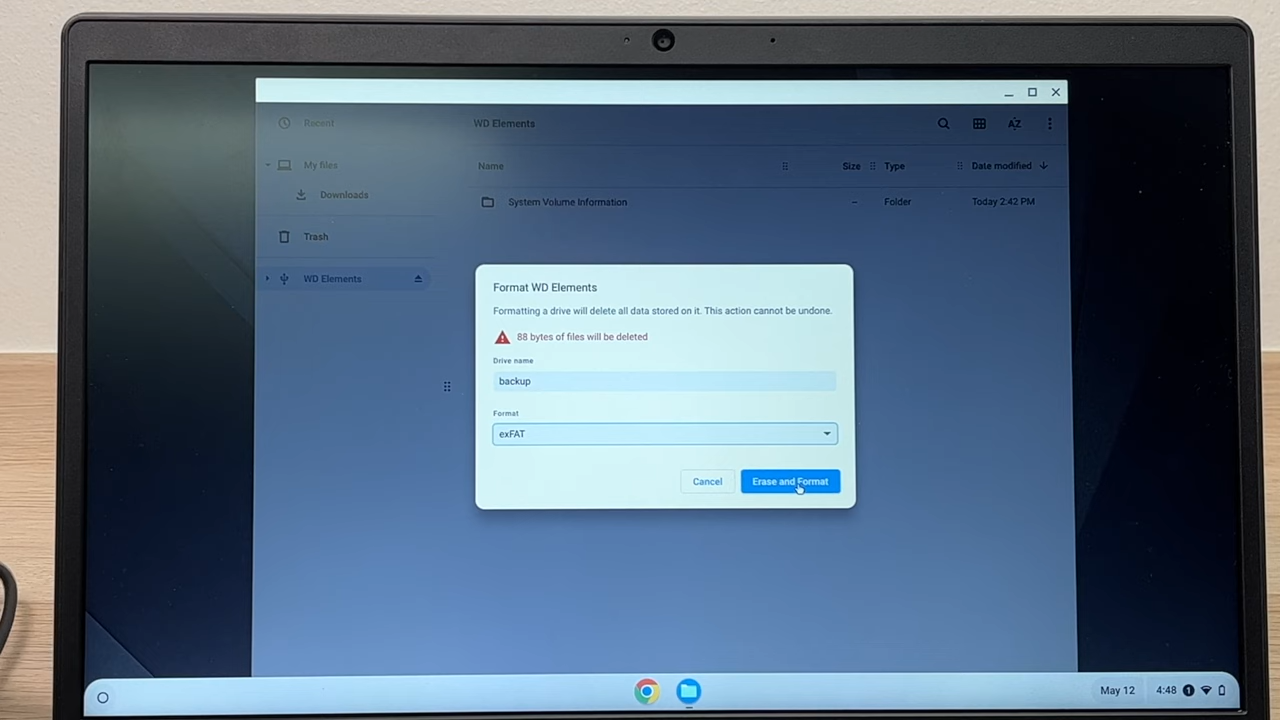 Recent
WD Elements
My files
Name
Size
Type
Date modified
Downloads
System Volume Information
–
Folder
Today 2:42 PM
Trash
WD Elements
Format WD Elements
Formatting a drive will delete all data stored on it. This action cannot be undone.
88 bytes of files will be deleted
Drive name
backup
Format
exFAT
Cancel
Erase and Format
May 12
4:48
1